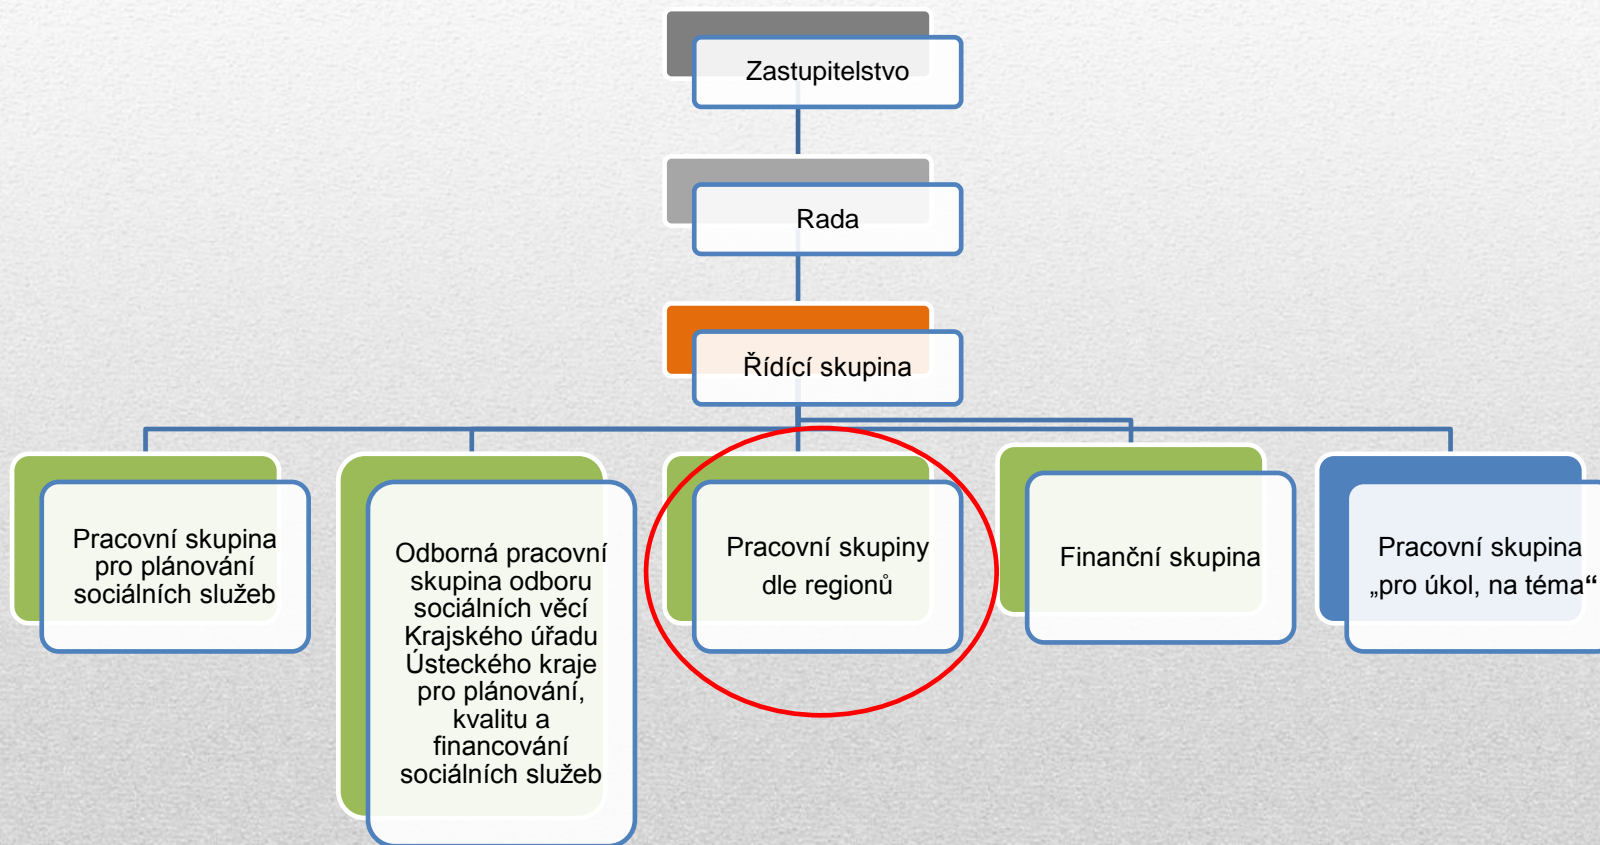 Zastupitelstvo
Rada
Řídící skupina
Pracovní skupina
pro plánování
sociálních služeb
Odborná pracovní
skupina odboru
sociálních věcí
Krajského úřadu
Ústeckého kraje
pro plánování,
kvalitu a
financování
sociálních služeb
Pracovní skupiny
dle regionů
Finanční skupina
Pracovní skupina
„pro úkol, na téma“